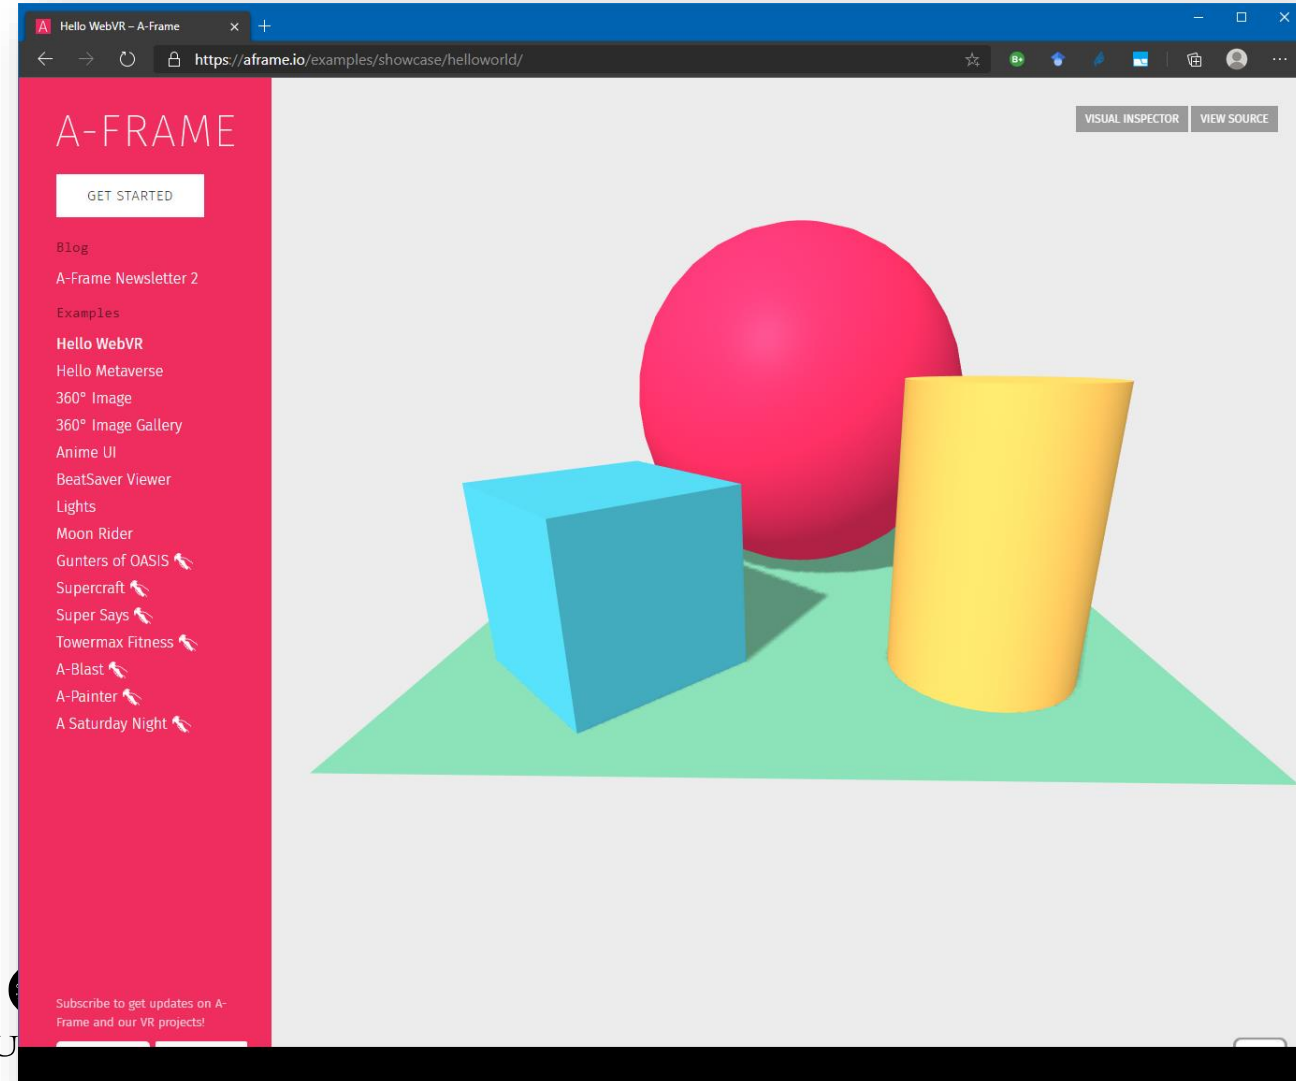 Hello WebVR – A-Frame
https://aframe.io/examples/showcase/helloworld/
A-FRAME
VISUAL INSPECTOR
VIEW SOURCE
GET STARTED
Blog
A-Frame Newsletter 2
Examples
Hello WebVR
Hello Metaverse
360° Image
360° Image Gallery
Anime UI
BeatSaver Viewer
Lights
Moon Rider
Gunters of OASIS
Supercraft
Super Says
Towermax Fitness
A-Blast
A-Painter
A Saturday Night
Subscribe to get updates on A-
Frame and our VR projects!